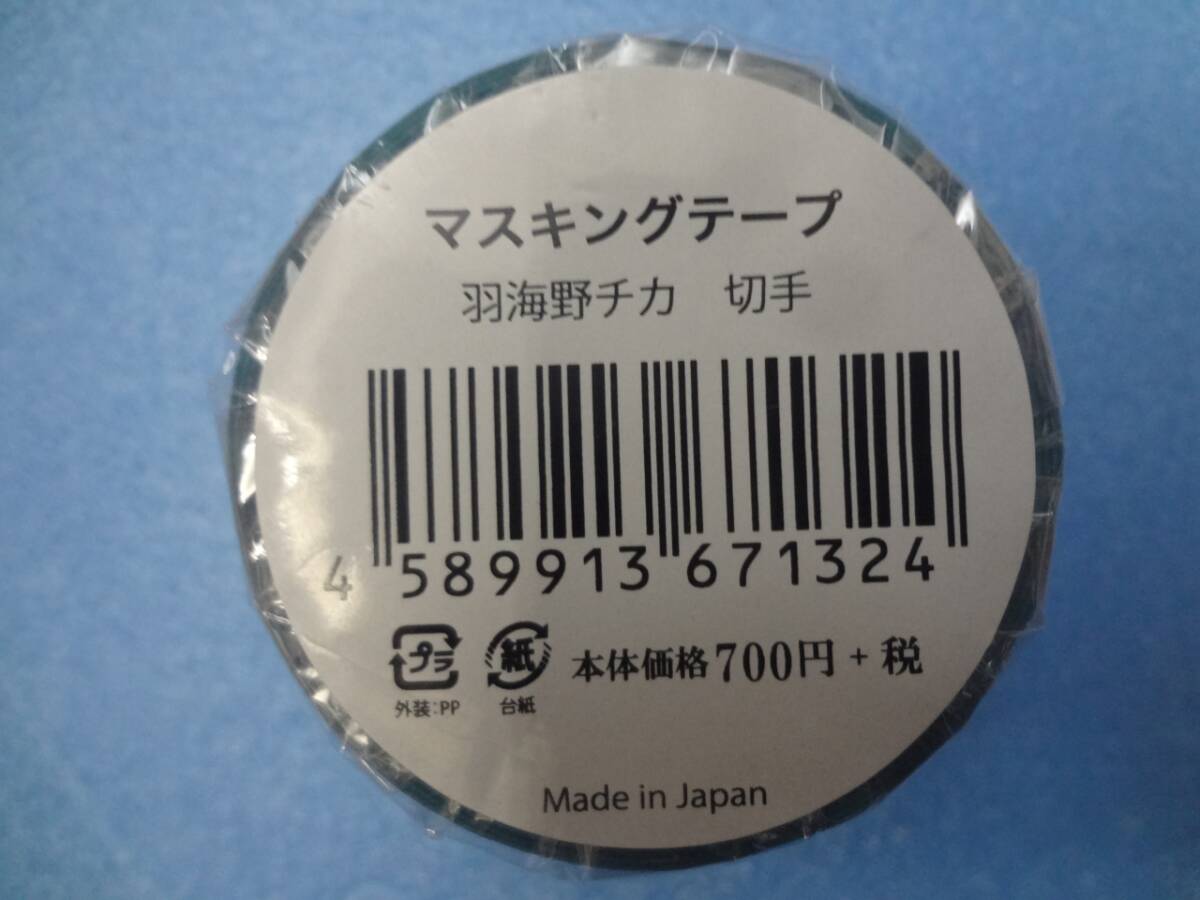 マスキングテープ
羽海野チカ 切手
4 589913 671324
プラ 紙 本体価格700円 + 税
外装:PP 台紙
Made in Japan